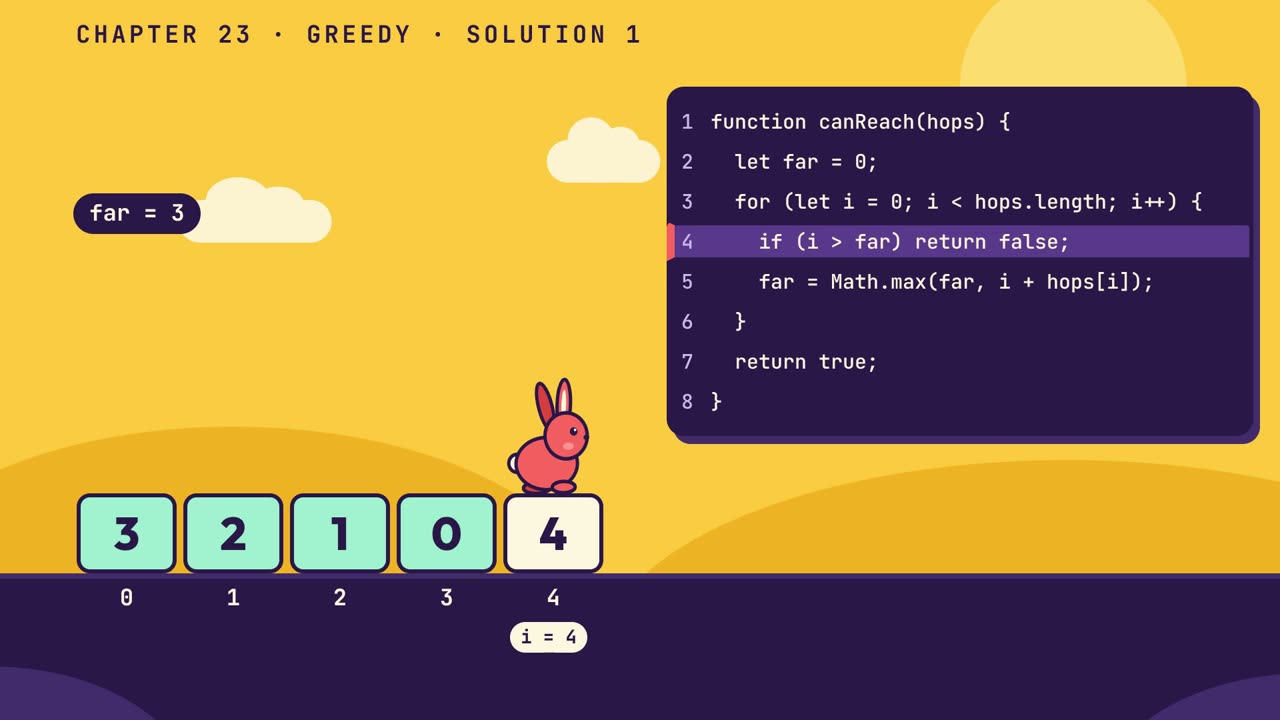 CHAPTER 23 · GREEDY · SOLUTION 1
far = 3
1 function canReach(hops) {
2 let far = 0;
3 for (let i = 0; i < hops.length; i++) {
4 if (i > far) return false;
5 far = Math.max(far, i + hops[i]);
6 }
7 return true;
8 }
3 2 1 0 4
0 1 2 3 4
i = 4